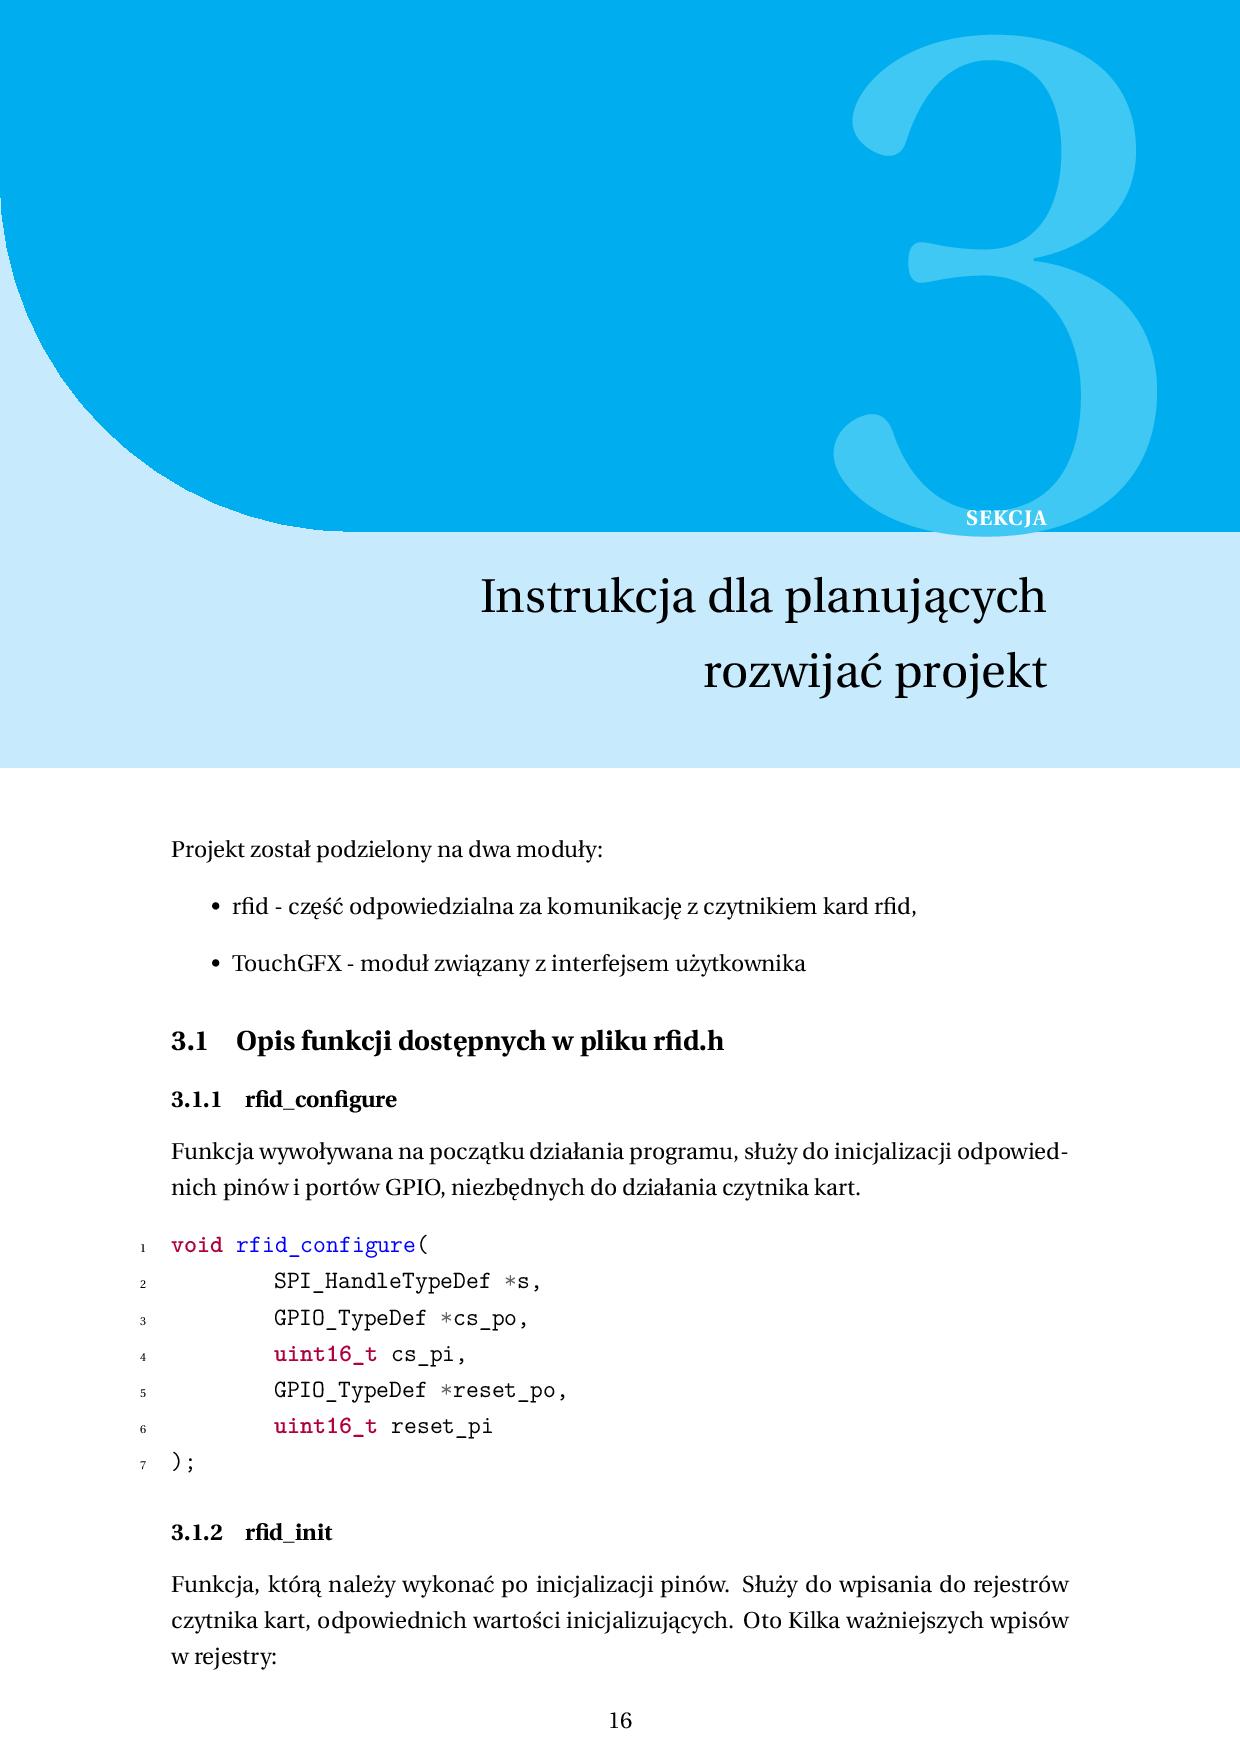 3
SEKCJA
Instrukcja dla planujących
rozwijać projekt
Projekt został podzielony na dwa moduły:
• rfid - część odpowiedzialna za komunikację z czytnikiem kard rfid,
• TouchGFX - moduł związany z interfejsem użytkownika
3.1 Opis funkcji dostępnych w pliku rfid.h
3.1.1 rfid_configure
Funkcja wywoływana na początku działania programu, służy do inicjalizacji odpowied-
nich pinów i portów GPIO, niezbędnych do działania czytnika kart.
1 void rfid_configure(
2 SPI_HandleTypeDef *s,
3 GPIO_TypeDef *cs_po,
4 uint16_t cs_pi,
5 GPIO_TypeDef *reset_po,
6 uint16_t reset_pi
7 );
3.1.2 rfid_init
Funkcja, którą należy wykonać po inicjalizacji pinów. Służy do wpisania do rejestrów
czytnika kart, odpowiednich wartości inicjalizujących. Oto Kilka ważniejszych wpisów
w rejestry:
16